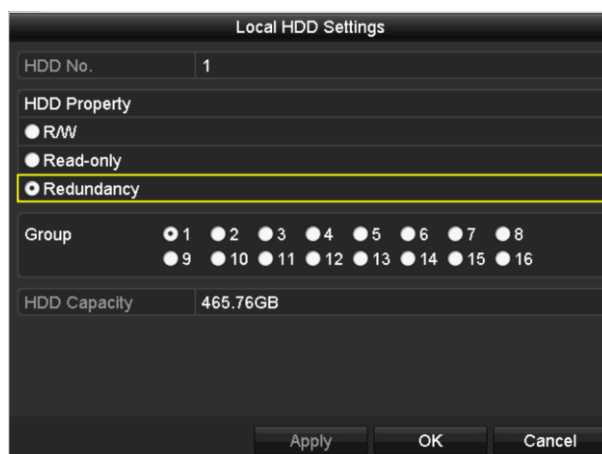 Local HDD Settings
HDD No. 1
HDD Property
R/W
Read-only
Redundancy
Group 1 2 3 4 5 6 7 8
9 10 11 12 13 14 15 16
HDD Capacity 465.76GB
Apply OK Cancel